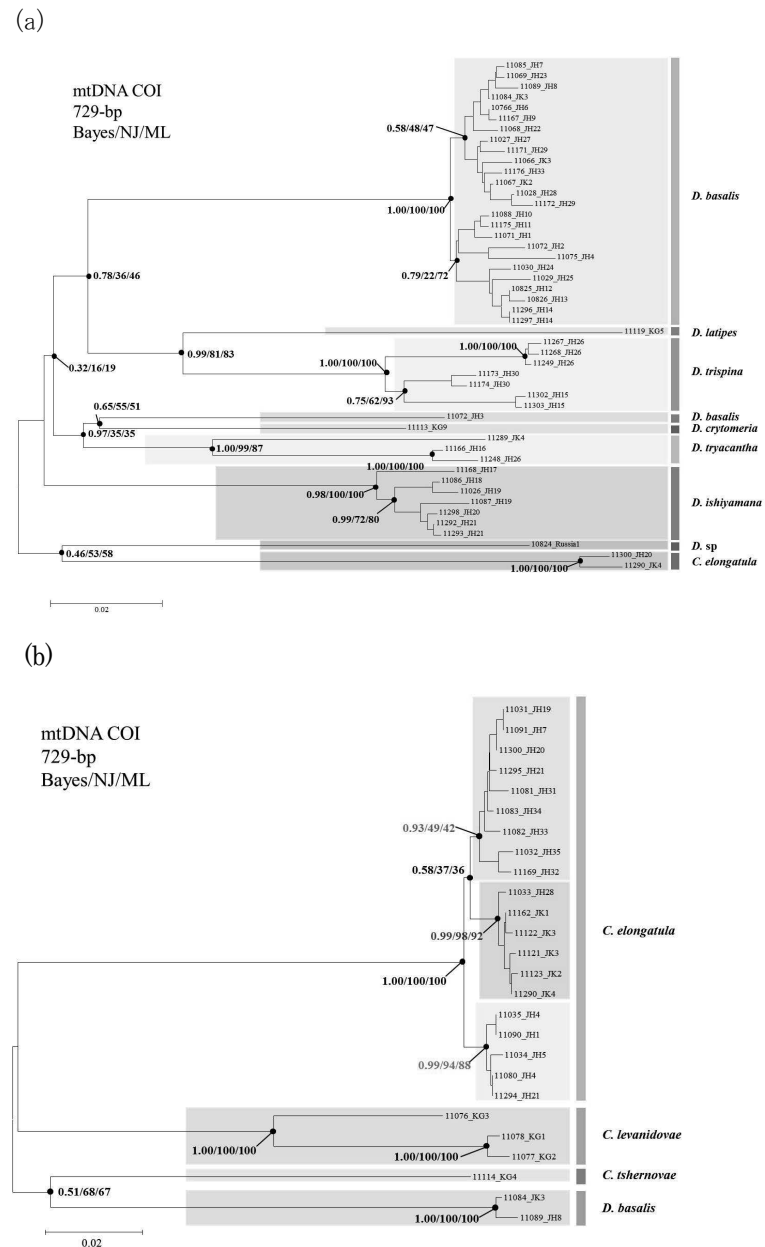 (a)
mtDNA COI
729-bp
Bayes/NJ/ML
11085_JH7
11069_JH23
11089_JH8
11084_JK3
10766_JH6
11167_JH9
11068_JH22
11027_JH27
11171_JH29
11066_JK3
11176_JH33
11067_JK2
11028_JH28
11172_JH29
11088_JH10
11175_JH11
11071_JH1
11072_JH2
11075_JH4
11030_JH24
11029_JH25
10825_JH12
10826_JH13
11296_JH14
11297_JH14
0.58/48/47
1.00/100/100
0.79/22/72
D. basalis
0.78/36/46
11119_KG5
D. latipes
0.99/81/83
11267_JH26
11268_JH26
11249_JH26
1.00/100/100
1.00/100/100
11173_JH30
11174_JH30
0.75/62/93
11302_JH15
11303_JH15
D. trispina
0.32/16/19
0.65/55/51
11072_JH3
D. basalis
0.97/35/35
11113_KG9
D. crytomeria
11289_JK4
1.00/99/87
11166_JH16
11248_JH26
1.00/100/100
D. tryacantha
11168_JH17
0.98/100/100
11086_JH18
11026_JH19
11087_JH19
0.99/72/80
11298_JH20
11292_JH21
11293_JH21
D. ishiyamana
10824_Russia1
D. sp
0.46/53/58
11300_JH20
11290_JK4
1.00/100/100
C. elongatula
0.02
(b)
mtDNA COI
729-bp
Bayes/NJ/ML
11031_JH19
11091_JH7
11300_JH20
11295_JH21
11081_JH31
11083_JH34
11082_JH33
11032_JH35
11169_JH32
0.93/49/42
0.58/37/36
11033_JH28
11162_JK1
11122_JK3
11121_JK3
11123_JK2
11290_JK4
0.99/98/92
C. elongatula
1.00/100/100
11035_JH4
11090_JH1
11034_JH5
11080_JH4
11294_JH21
0.99/94/88
11076_KG3
11078_KG1
11077_KG2
1.00/100/100
1.00/100/100
C. levanidovae
11114_KG4
C. tshernovae
0.51/68/67
11084_JK3
11089_JH8
1.00/100/100
D. basalis
0.02